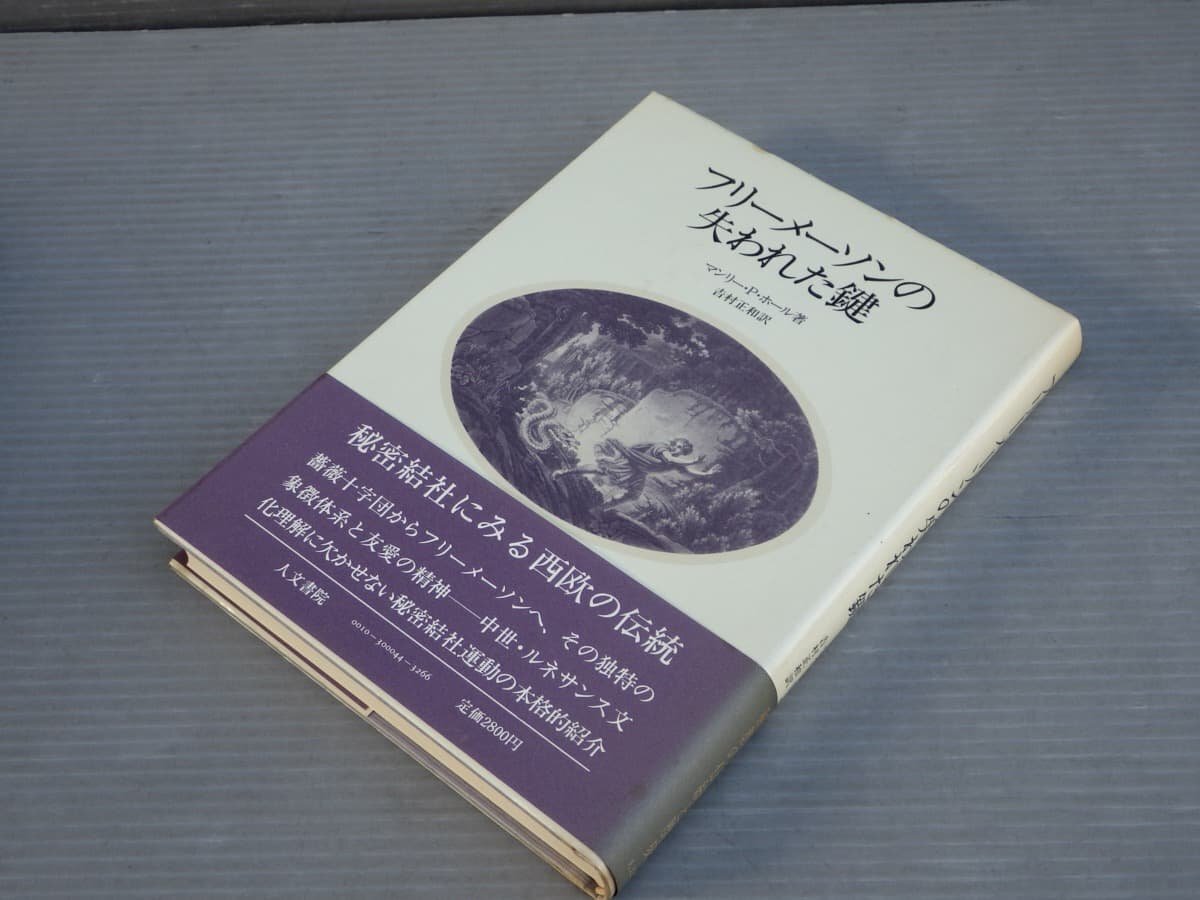 フリーメーソンの
失われた鍵
マンリー・P・ホール著
吉村正和訳
秘密結社にみる西欧の伝統
薔薇十字団からフリーメーソンへ、その独特の
象徴体系と友愛の精神──中世・ルネサンス文
化理解に欠かせない秘密結社運動の本格的紹介
人文書院
0010-300044-3266
定価2800円